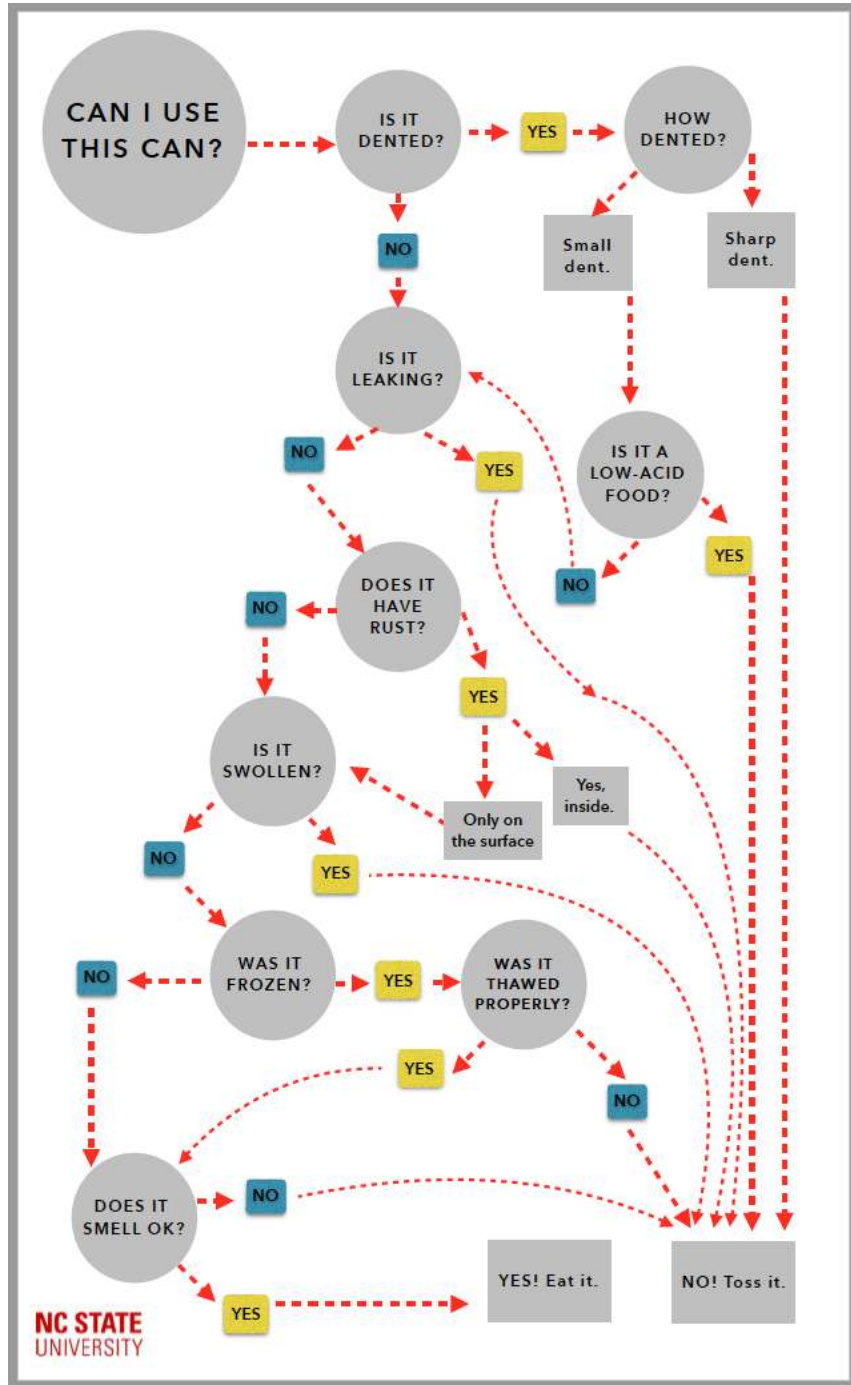 CAN I USE
THIS CAN?
IS IT
DENTED?
YES
HOW
DENTED?
NO
Small
dent.
Sharp
dent.
IS IT
LEAKING?
NO
YES
IS IT A
LOW-ACID
FOOD?
YES
NO
DOES IT
HAVE
RUST?
NO
YES
IS IT
SWOLLEN?
Only on
the surface
Yes,
inside.
NO
YES
WAS IT
FROZEN?
NO
YES
WAS IT
THAWED
PROPERLY?
YES
NO
DOES IT
SMELL OK?
NO
YES
YES! Eat it.
NO! Toss it.
NC STATE
UNIVERSITY